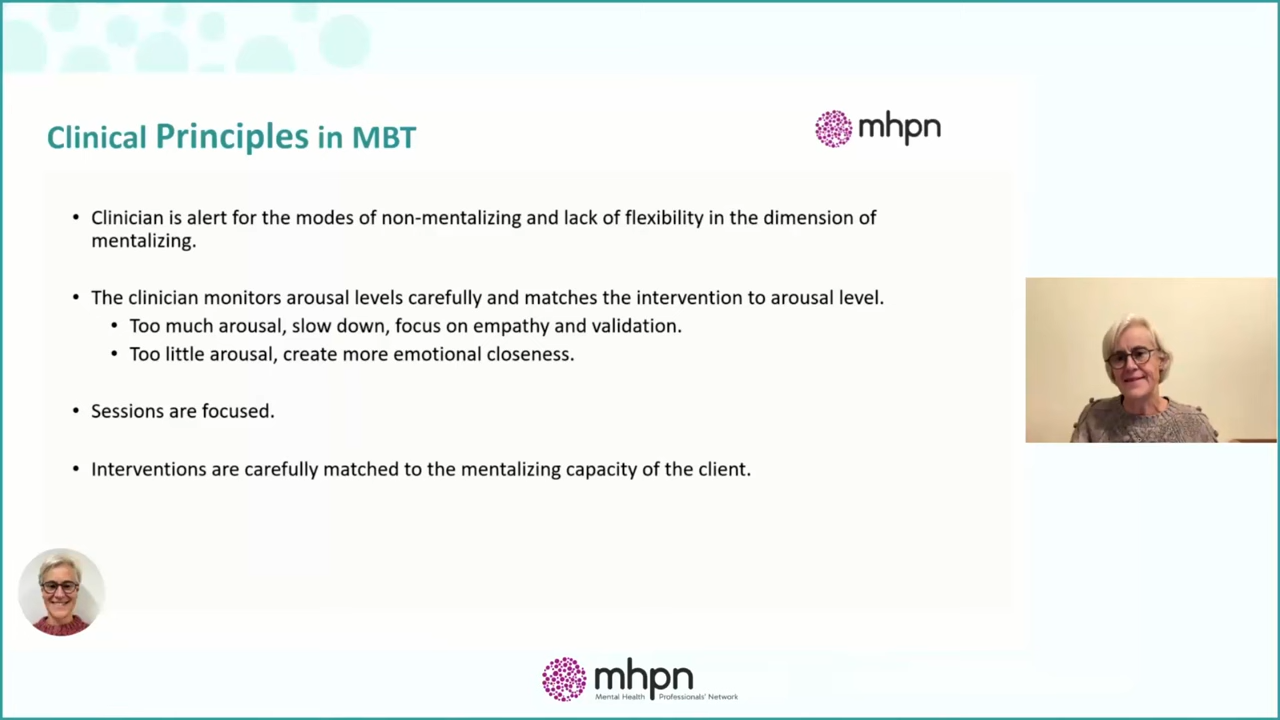 Clinical Principles in MBT
mhpn
• Clinician is alert for the modes of non-mentalizing and lack of flexibility in the dimension of
mentalizing.
• The clinician monitors arousal levels carefully and matches the intervention to arousal level.
• Too much arousal, slow down, focus on empathy and validation.
• Too little arousal, create more emotional closeness.
• Sessions are focused.
• Interventions are carefully matched to the mentalizing capacity of the client.
mhpn
Mental Health Professionals' Network